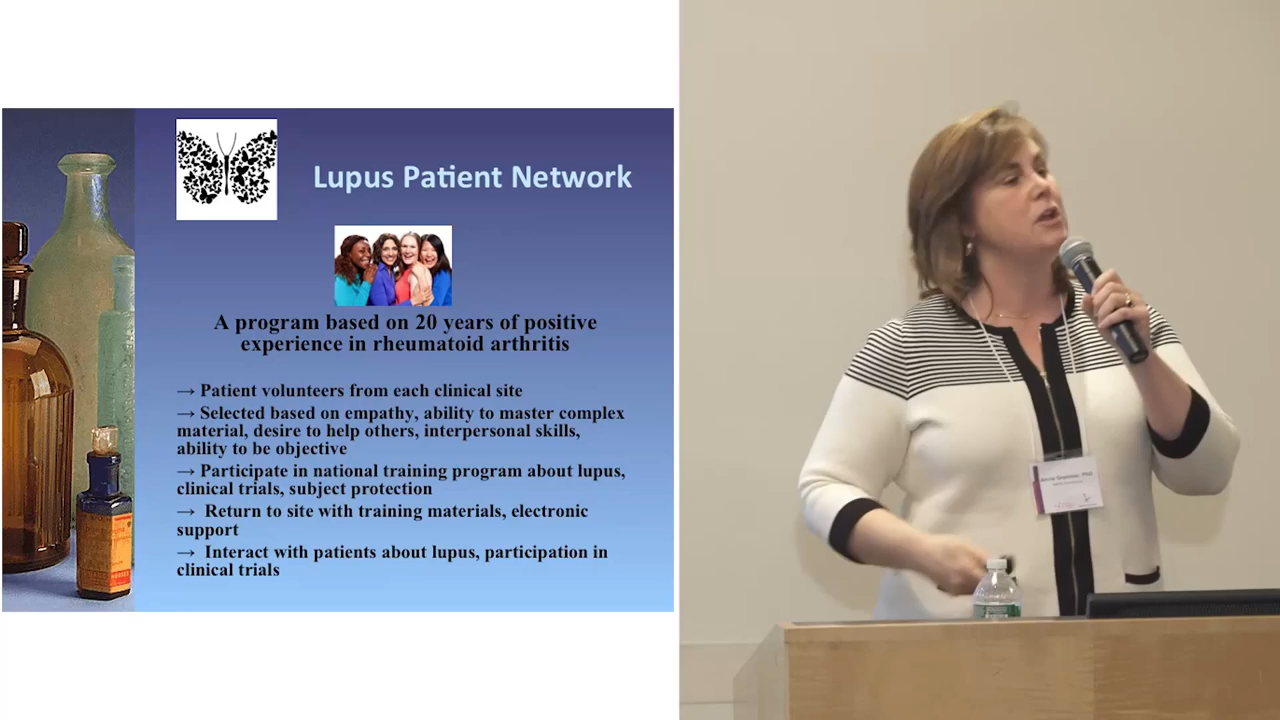 Lupus Patient Network
A program based on 20 years of positive
experience in rheumatoid arthritis
→ Patient volunteers from each clinical site
→ Selected based on empathy, ability to master complex
material, desire to help others, interpersonal skills,
ability to be objective
→ Participate in national training program about lupus,
clinical trials, subject protection
→ Return to site with training materials, electronic
support
→ Interact with patients about lupus, participation in
clinical trials
PhD